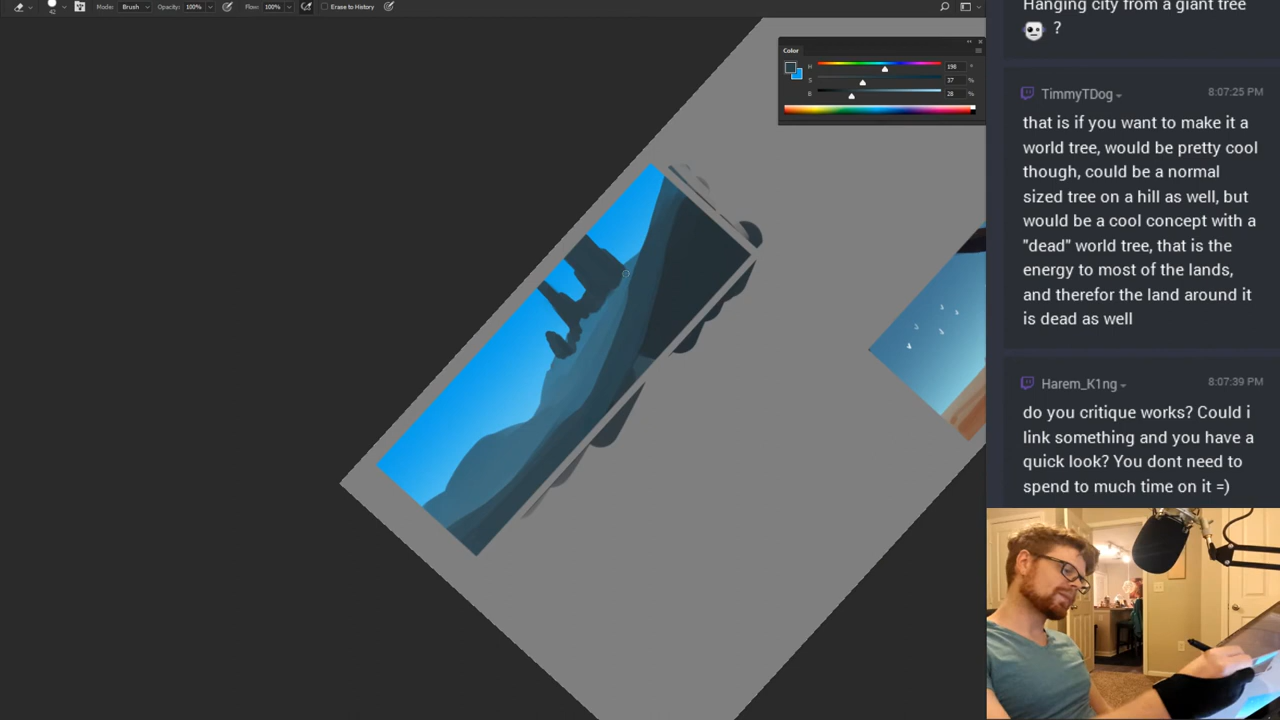 42
Mode: Brush
Opacity: 100%
Flow: 100%
Erase to History
Color
H 198 °
S 37 %
B 28 %
Hanging city from a giant tree
?
TimmyTDog 8:07:25 PM
that is if you want to make it a
world tree, would be pretty cool
though, could be a normal
sized tree on a hill as well, but
would be a cool concept with a
"dead" world tree, that is the
energy to most of the lands,
and therefor the land around it
is dead as well
Harem_K1ng 8:07:39 PM
do you critique works? Could i
link something and you have a
quick look? You dont need to
spend to much time on it =)